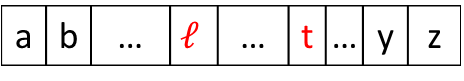 a b ... ℓ ... t ... y z